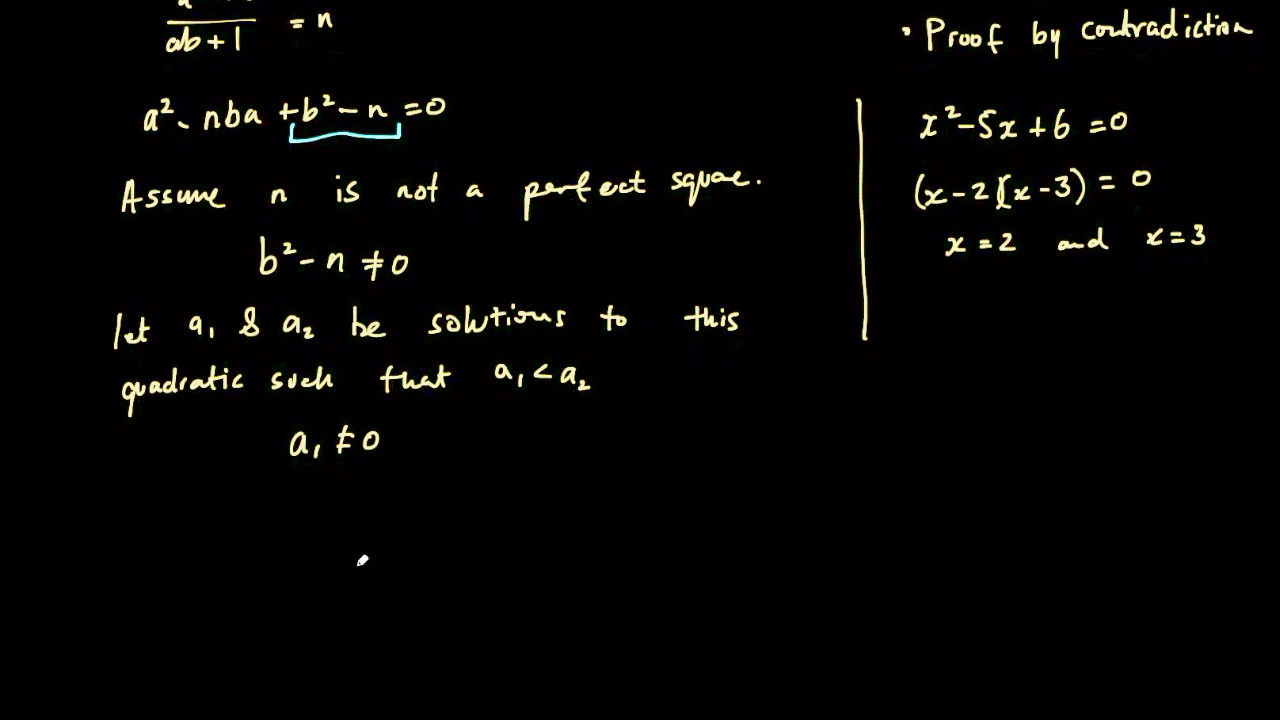 ab+1 = n
a² - nba + b² - n = 0
Assume n is not a perfect squae.
b² - n ≠ 0
let a₁ & a₂ be solutions to this
quadratic such that a₁ < a₂
a₁ ≠ 0
• Proof by contradiction
x² - 5x + 6 = 0
(x - 2)(x - 3) = 0
x = 2 and x = 3